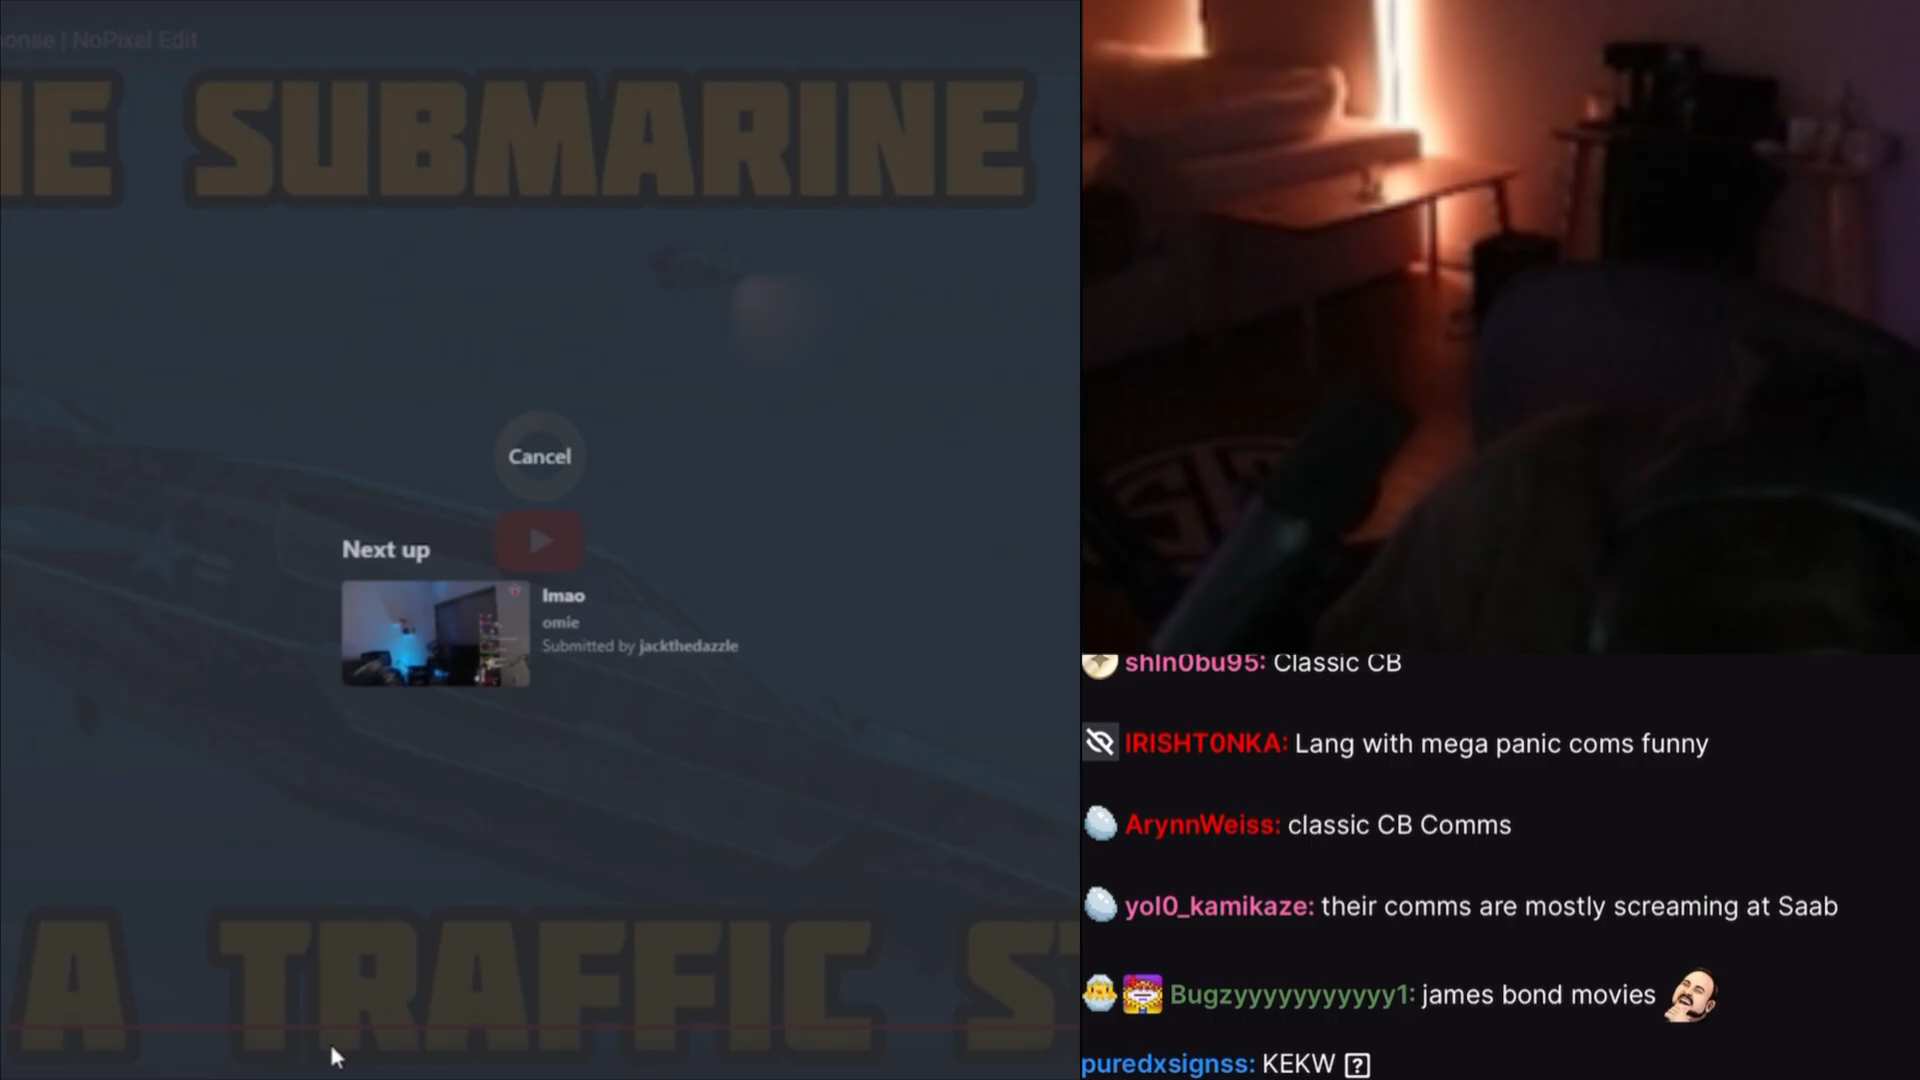 onse | NoPixel Edit
E SUBMARINE
Cancel
Next up
lmao
omie
Submitted by jackthedazzle
A TRAFFIC S
shin0bu95: Classic CB
IRISHT0NKA: Lang with mega panic coms funny
ArynnWeiss: classic CB Comms
yol0_kamikaze: their comms are mostly screaming at Saab
Bugzyyyyyyyyyyy1: james bond movies
puredxsignss: KEKW ?